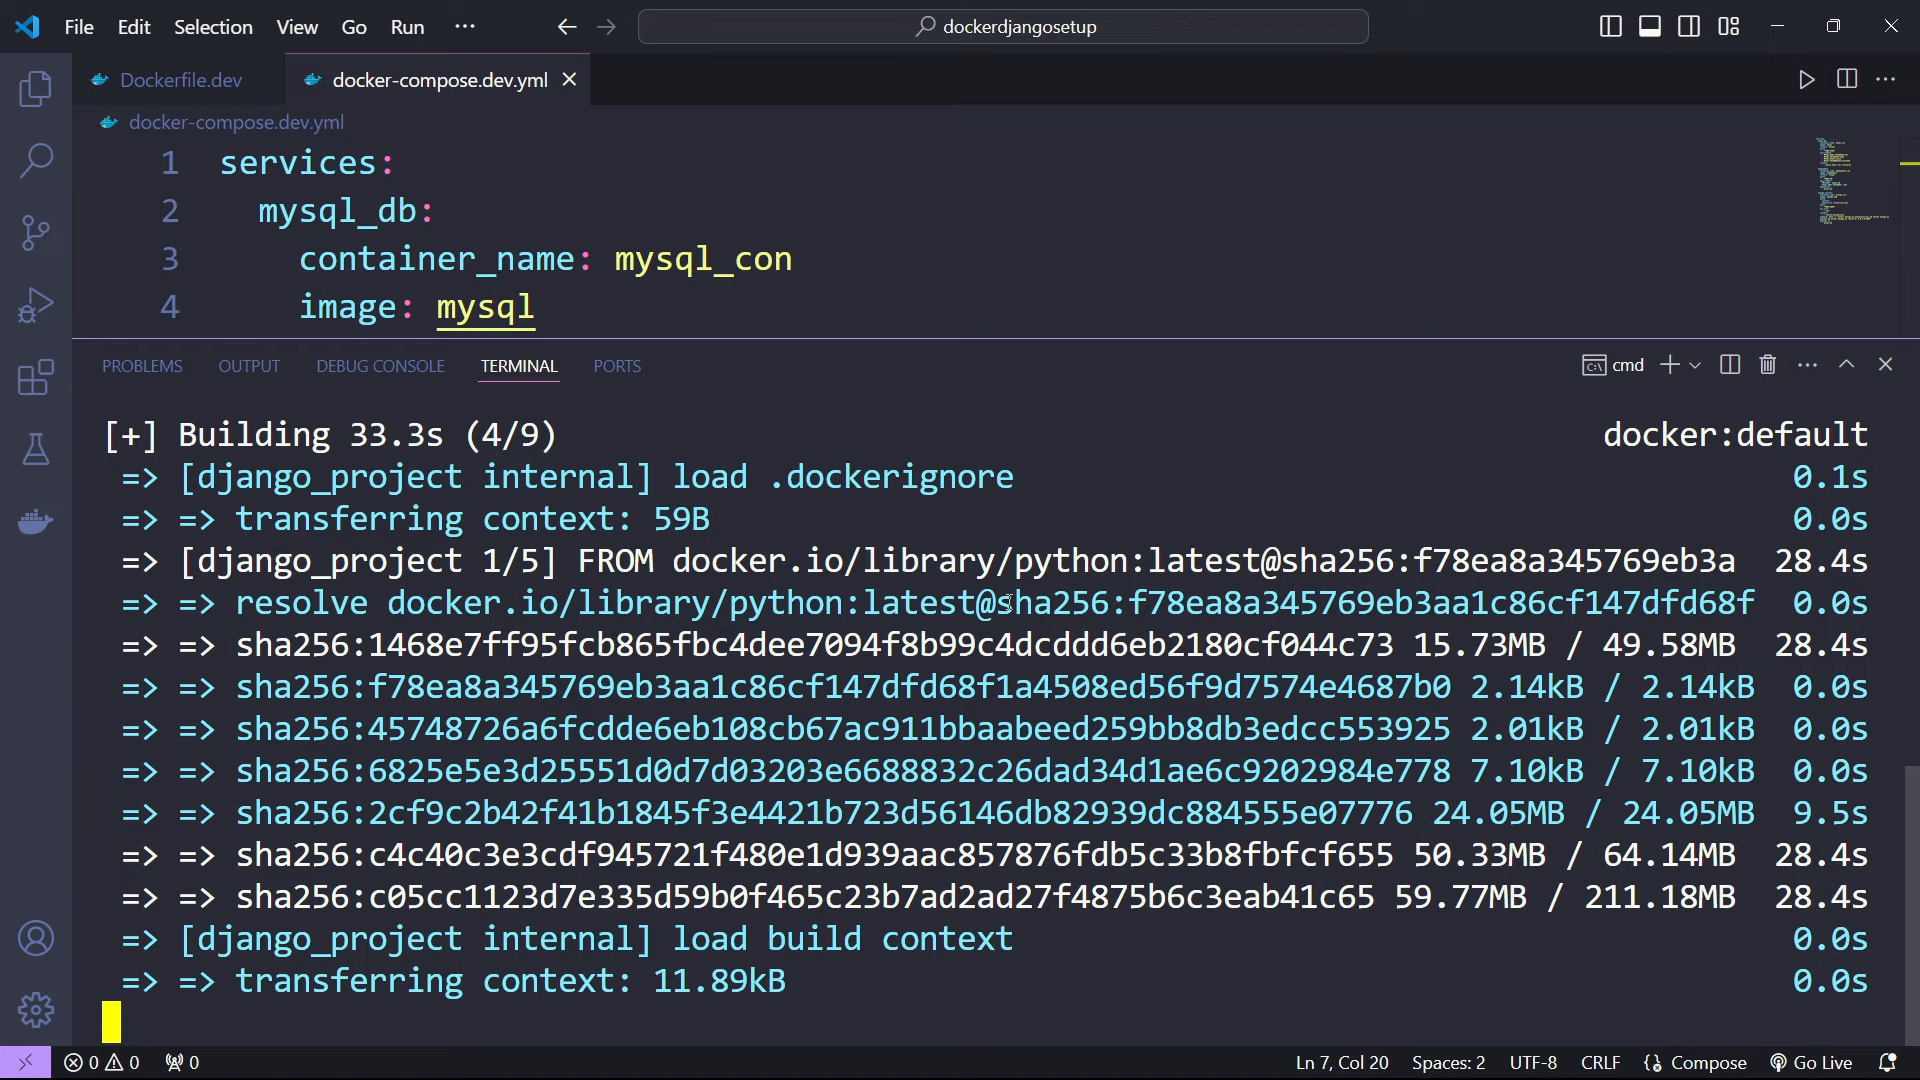 File Edit Selection View Go Run ··· dockerdjangosetup
Dockerfile.dev docker-compose.dev.yml
docker-compose.dev.yml
1 services:
2 mysql_db:
3 container_name: mysql_con
4 image: mysql
PROBLEMS OUTPUT DEBUG CONSOLE TERMINAL PORTS cmd
[+] Building 33.3s (4/9) docker:default
=> [django_project internal] load .dockerignore 0.1s
=> => transferring context: 59B 0.0s
=> [django_project 1/5] FROM docker.io/library/python:latest@sha256:f78ea8a345769eb3a 28.4s
=> => resolve docker.io/library/python:latest@sha256:f78ea8a345769eb3aa1c86cf147dfd68f 0.0s
=> => sha256:1468e7ff95fcb865fbc4dee7094f8b99c4dcddd6eb2180cf044c73 15.73MB / 49.58MB 28.4s
=> => sha256:f78ea8a345769eb3aa1c86cf147dfd68f1a4508ed56f9d7574e4687b0 2.14kB / 2.14kB 0.0s
=> => sha256:45748726a6fcdde6eb108cb67ac911bbaabeed259bb8db3edcc553925 2.01kB / 2.01kB 0.0s
=> => sha256:6825e5e3d25551d0d7d03203e6688832c26dad34d1ae6c9202984e778 7.10kB / 7.10kB 0.0s
=> => sha256:2cf9c2b42f41b1845f3e4421b723d56146db82939dc884555e07776 24.05MB / 24.05MB 9.5s
=> => sha256:c4c40c3e3cdf945721f480e1d939aac857876fdb5c33b8fbfcf655 50.33MB / 64.14MB 28.4s
=> => sha256:c05cc1123d7e335d59b0f465c23b7ad2ad27f4875b6c3eab41c65 59.77MB / 211.18MB 28.4s
=> [django_project internal] load build context 0.0s
=> => transferring context: 11.89kB 0.0s
0 0 0 Ln 7, Col 20 Spaces: 2 UTF-8 CRLF Compose Go Live